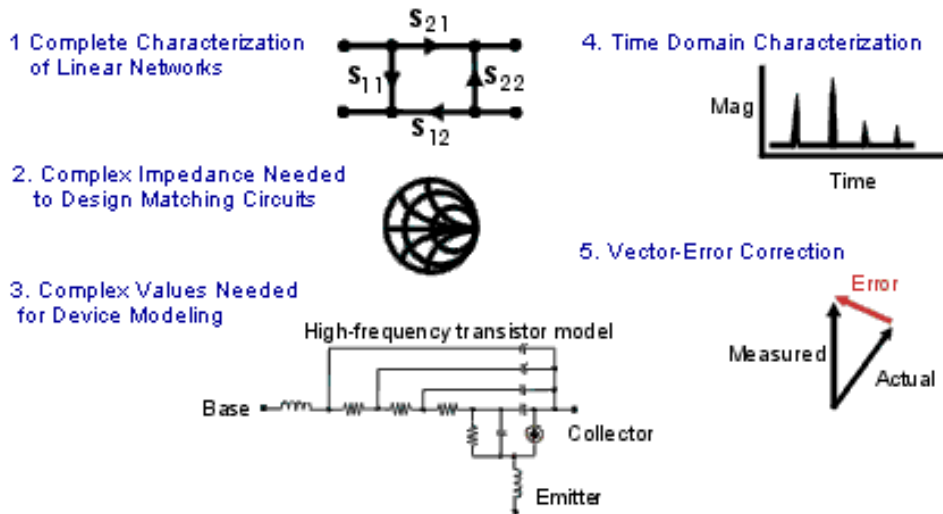 1 Complete Characterization
of Linear Networks
S21
S11
S22
S12
2. Complex Impedance Needed
to Design Matching Circuits
3. Complex Values Needed
for Device Modeling
High-frequency transistor model
Base
Collector
Emitter
4. Time Domain Characterization
Mag
Time
5. Vector-Error Correction
Error
Measured
Actual